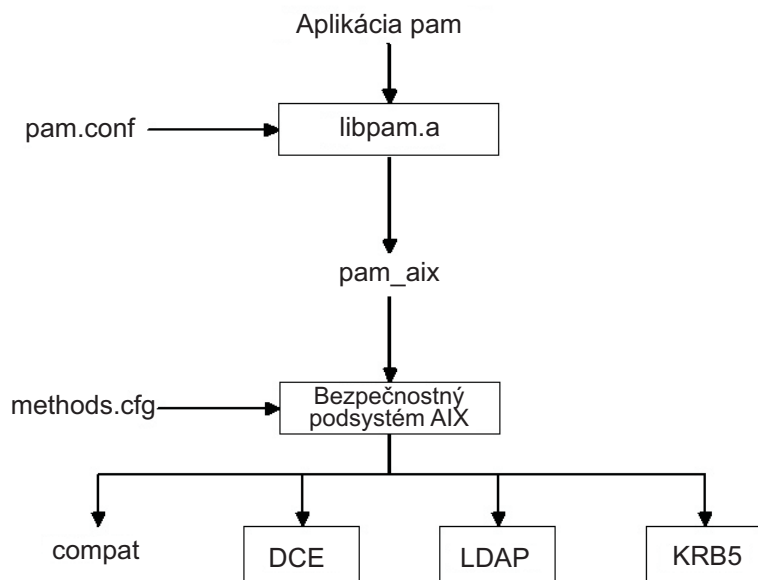 Aplikácia pam
pam.conf
libpam.a
pam_aix
methods.cfg
Bezpečnostný
podsystém AIX
compat
DCE
LDAP
KRB5